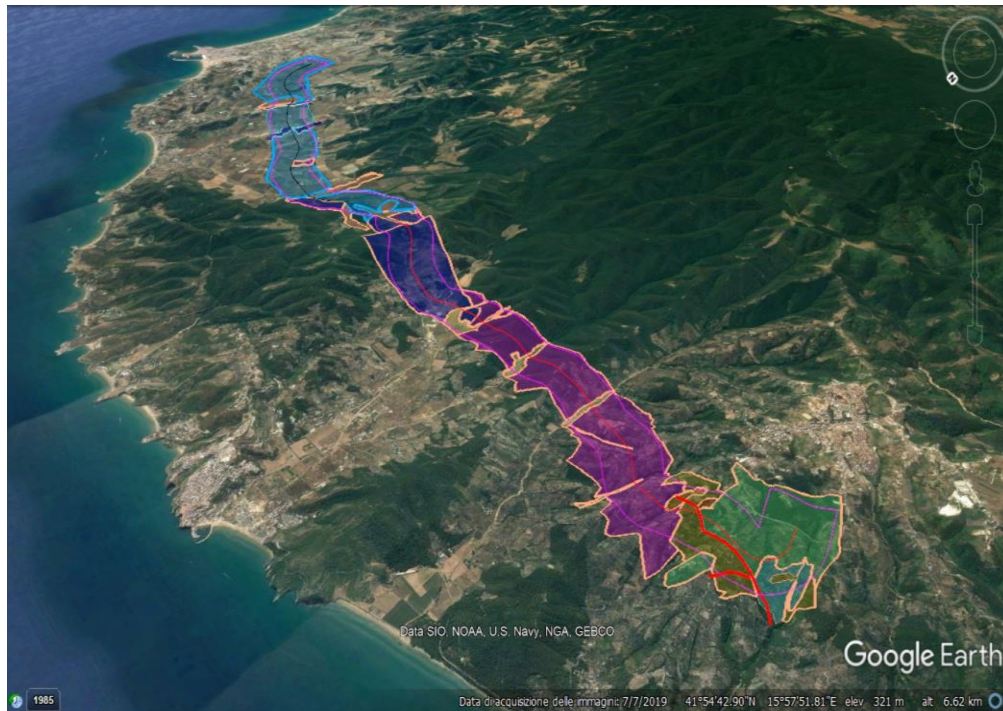 N
Data SIO, NOAA, U.S. Navy, NGA, GEBCO
Google Earth
1985
Data di acquisizione delle immagini: 7/7/2019 41°54'42.90"N 15°57'51.81"E elev 321 m alt 6.62 km